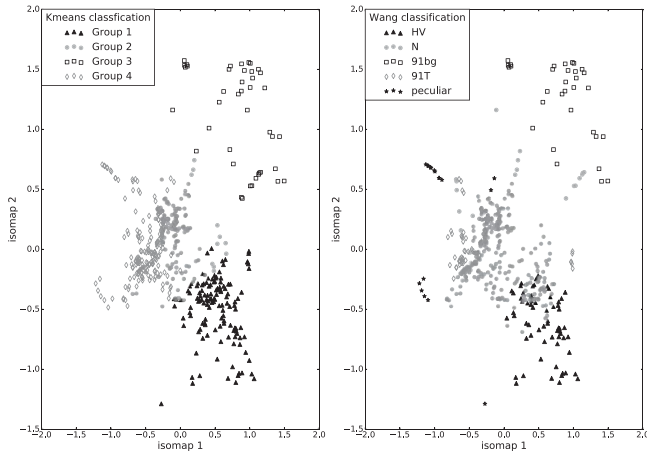 Kmeans classfication
Group 1
Group 2
Group 3
Group 4
Wang classification
HV
N
91bg
91T
peculiar
2.0
1.5
1.0
0.5
0.0
−0.5
−1.0
−1.5
isomap 2
−2.0 −1.5 −1.0 −0.5 0.0 0.5 1.0 1.5 2.0
isomap 1
2.0
1.5
1.0
0.5
0.0
−0.5
−1.0
−1.5
isomap 2
−2.0 −1.5 −1.0 −0.5 0.0 0.5 1.0 1.5 2.0
isomap 1